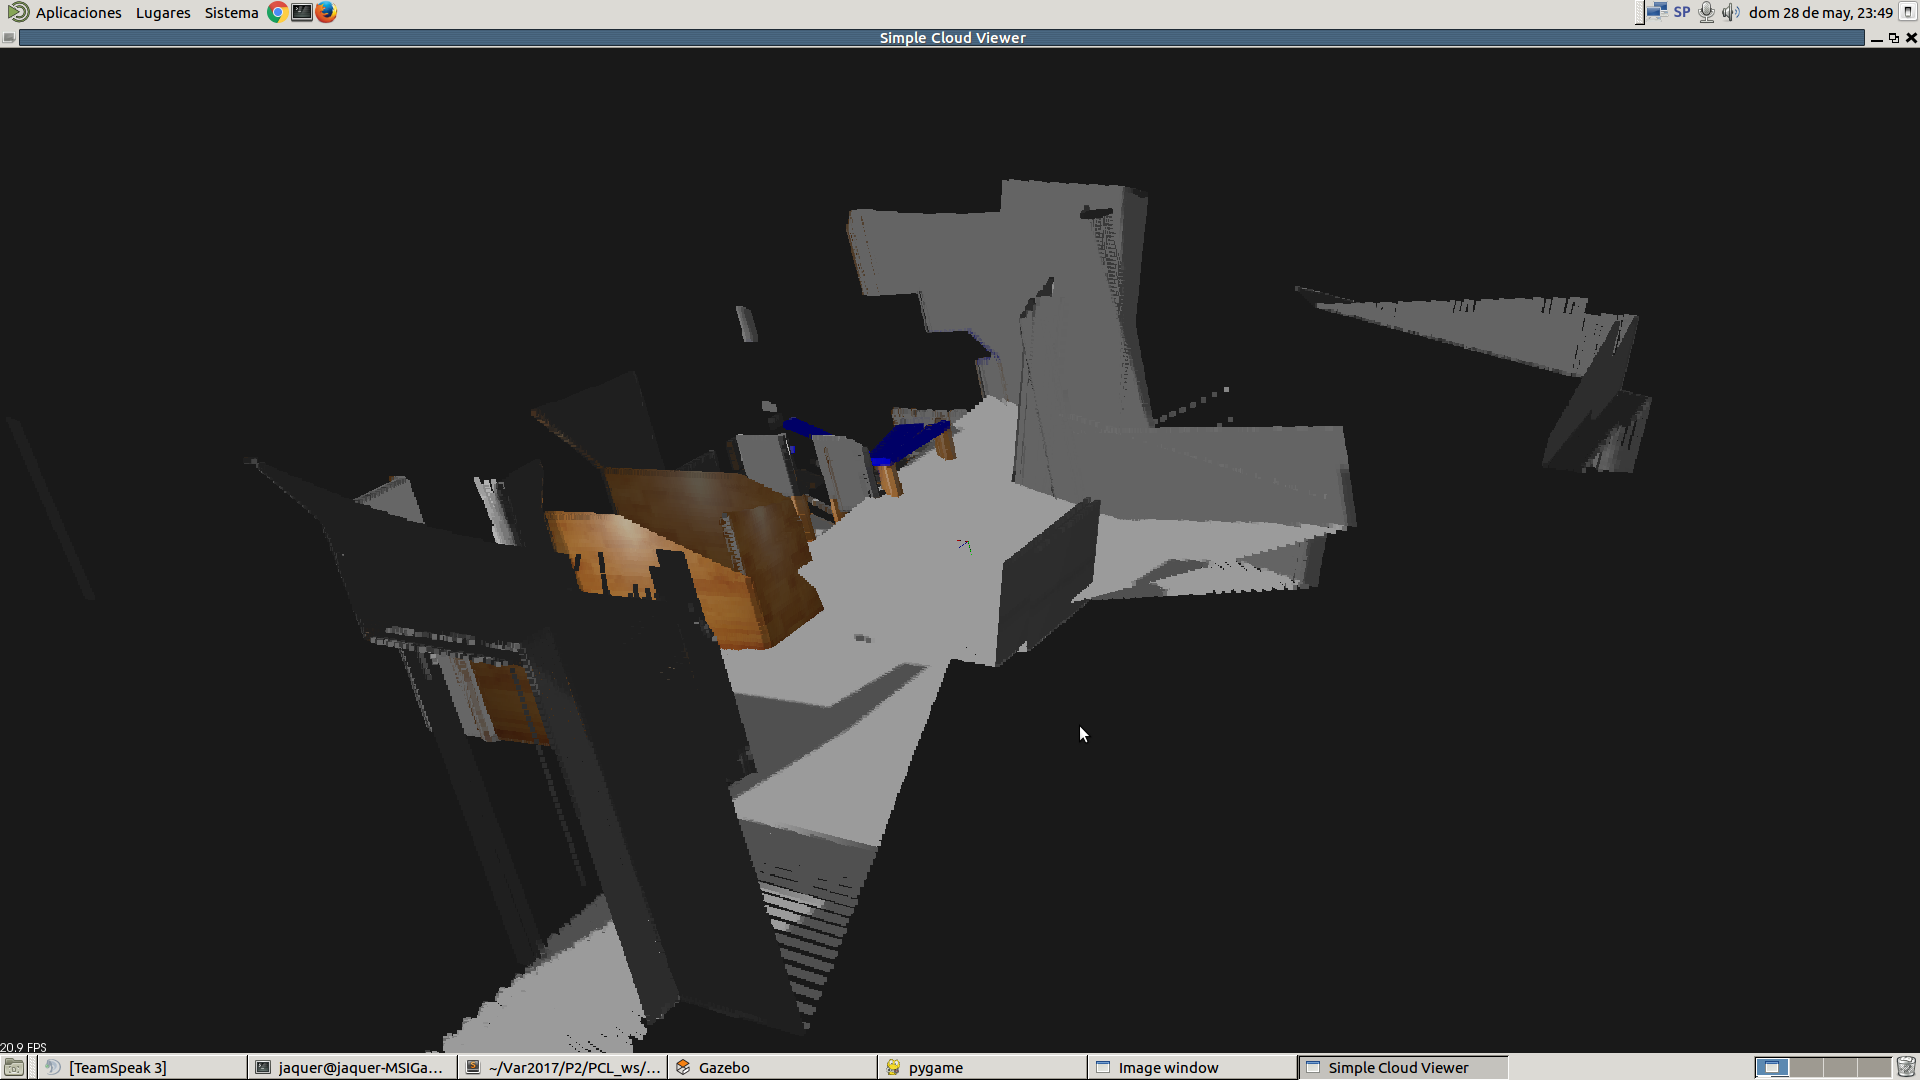 Aplicaciones Lugares Sistema SP dom 28 de may, 23:49
Simple Cloud Viewer
20.9 FPS
[TeamSpeak 3] jaquer@jaquer-MSIGa... ~/Var2017/P2/PCL_ws/... Gazebo pygame Image window Simple Cloud Viewer